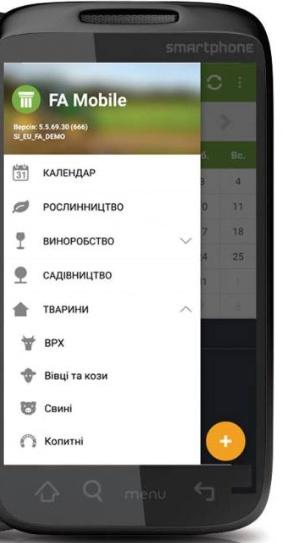 smartphone
FA Mobile
Версія: 5.5.69.30 (666)
SI_EU_FA_DEMO
Вс.
31
КАЛЕНДАР
4
РОСЛИННИЦТВО
11
ВИНОРОБСТВО
18
САДІВНИЦТВО
25
ТВАРИНИ
ВРХ
Вівці та кози
Свині
Копитні
+
menu